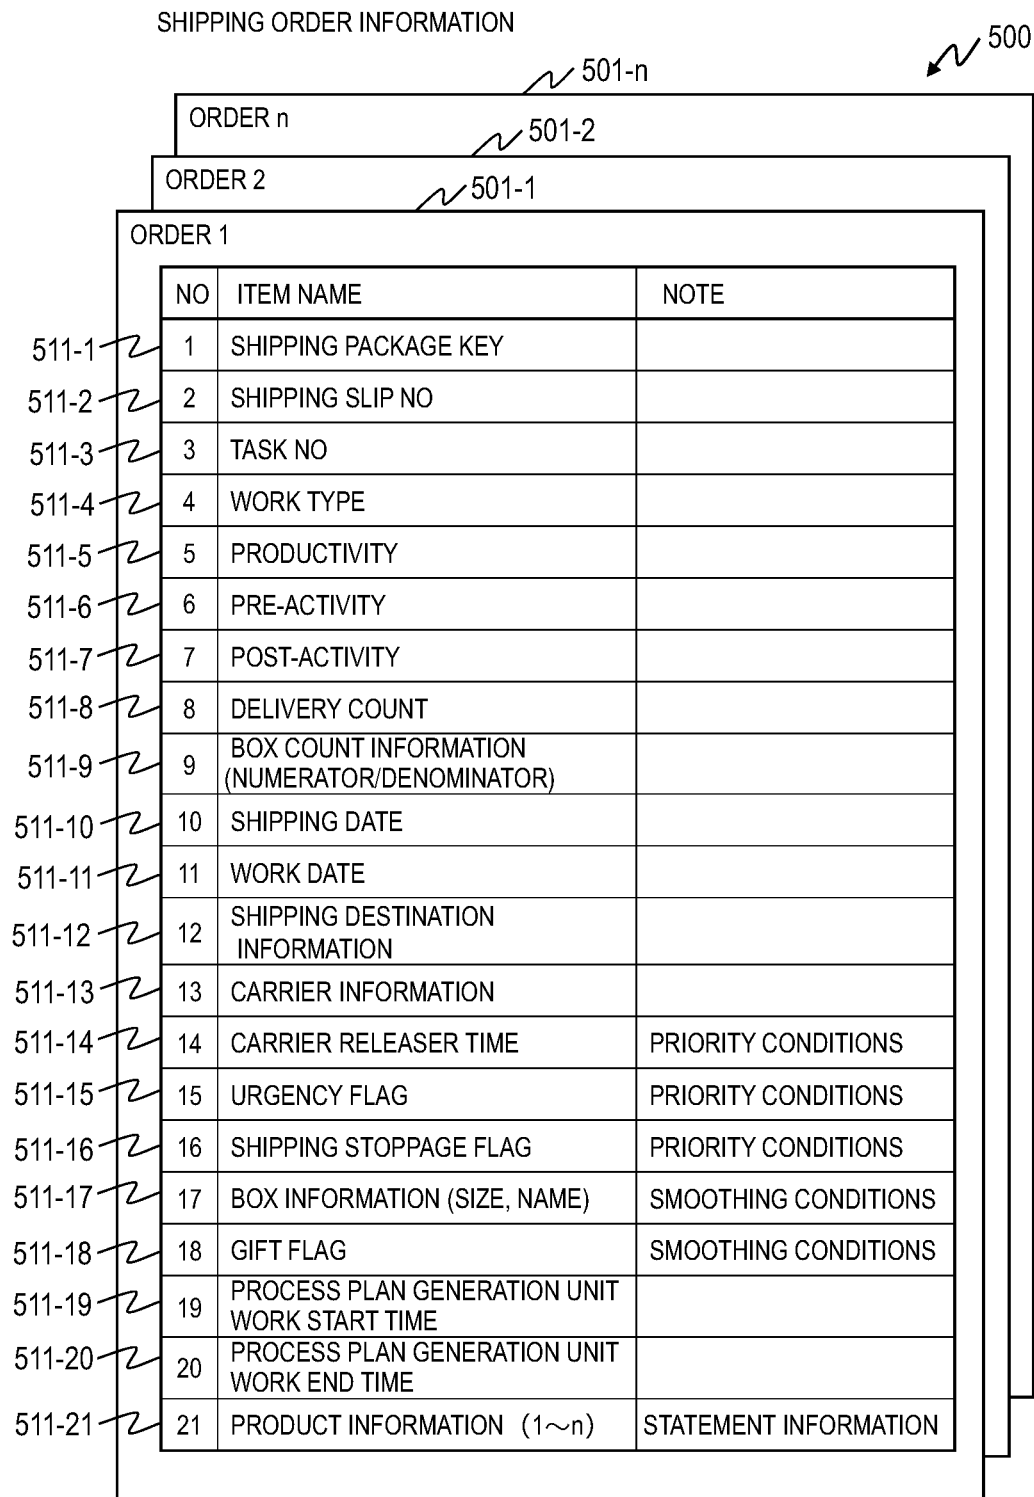 SHIPPING ORDER INFORMATION
500
501-n
ORDER n
501-2
ORDER 2
501-1
ORDER 1
NO ITEM NAME NOTE
511-1 1 SHIPPING PACKAGE KEY
511-2 2 SHIPPING SLIP NO
511-3 3 TASK NO
511-4 4 WORK TYPE
511-5 5 PRODUCTIVITY
511-6 6 PRE-ACTIVITY
511-7 7 POST-ACTIVITY
511-8 8 DELIVERY COUNT
511-9 9 BOX COUNT INFORMATION
(NUMERATOR/DENOMINATOR)
511-10 10 SHIPPING DATE
511-11 11 WORK DATE
511-12 12 SHIPPING DESTINATION
INFORMATION
511-13 13 CARRIER INFORMATION
511-14 14 CARRIER RELEASER TIME PRIORITY CONDITIONS
511-15 15 URGENCY FLAG PRIORITY CONDITIONS
511-16 16 SHIPPING STOPPAGE FLAG PRIORITY CONDITIONS
511-17 17 BOX INFORMATION (SIZE, NAME) SMOOTHING CONDITIONS
511-18 18 GIFT FLAG SMOOTHING CONDITIONS
511-19 19 PROCESS PLAN GENERATION UNIT
WORK START TIME
511-20 20 PROCESS PLAN GENERATION UNIT
WORK END TIME
511-21 21 PRODUCT INFORMATION (1～n) STATEMENT INFORMATION